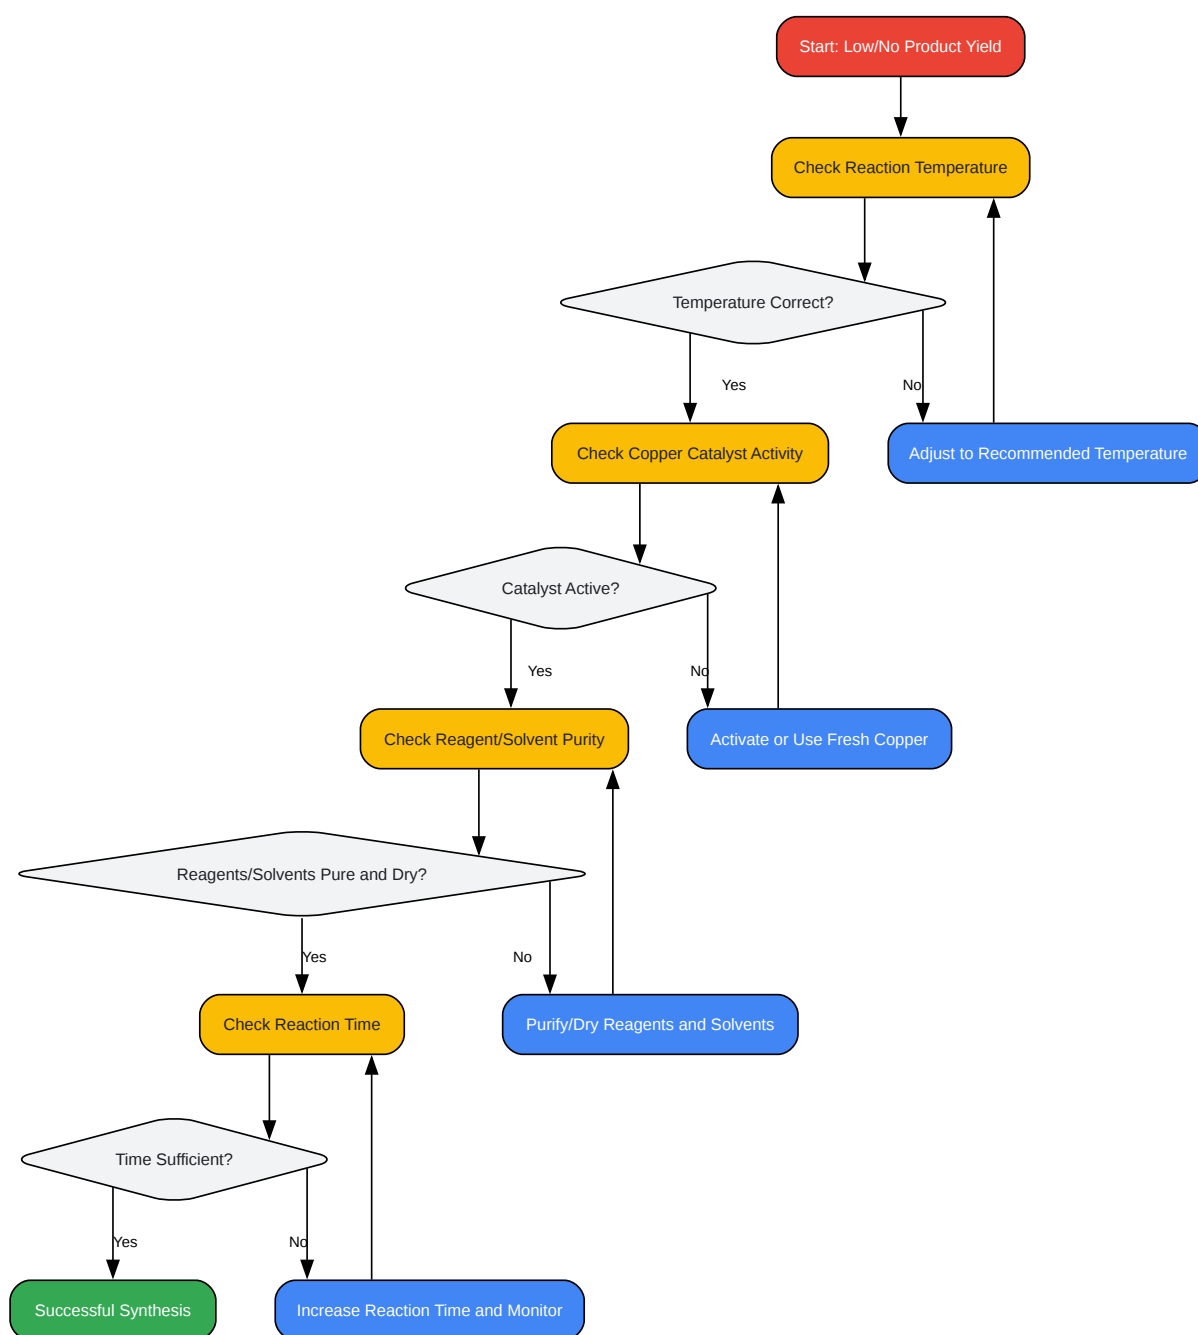 Start: Low/No Product Yield
Check Reaction Temperature
Temperature Correct?
Yes
No
Check Copper Catalyst Activity
Adjust to Recommended Temperature
Catalyst Active?
Yes
No
Check Reagent/Solvent Purity
Activate or Use Fresh Copper
Reagents/Solvents Pure and Dry?
Yes
No
Check Reaction Time
Purify/Dry Reagents and Solvents
Time Sufficient?
Yes
No
Successful Synthesis
Increase Reaction Time and Monitor